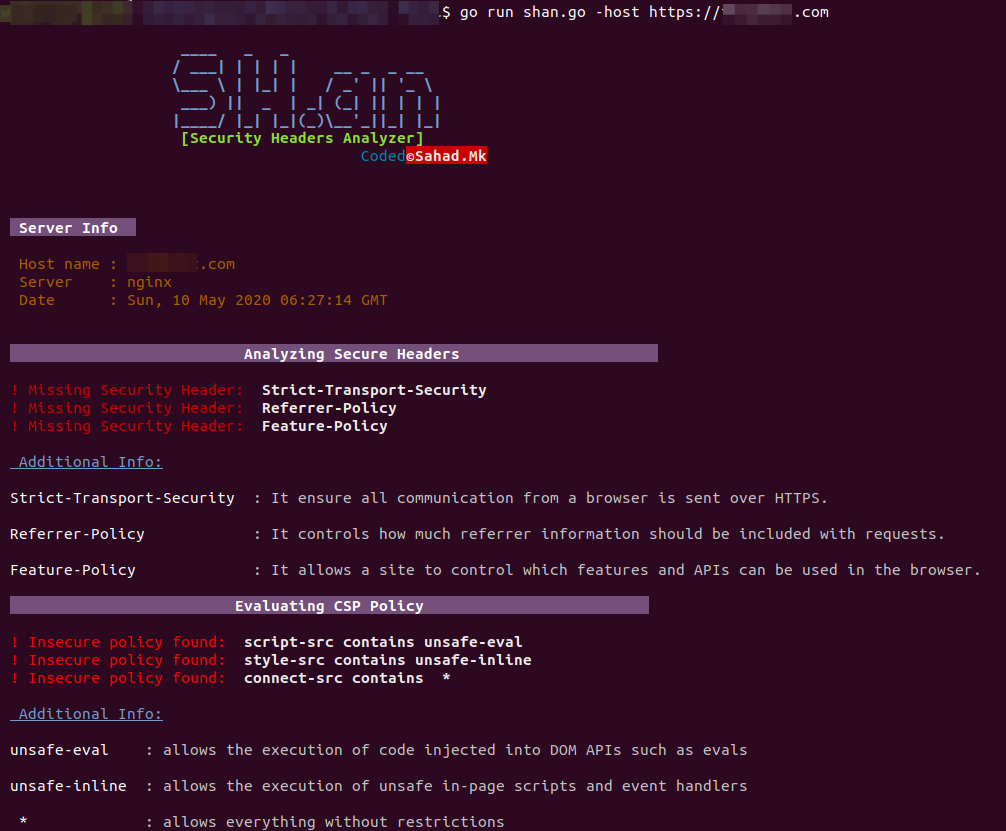 $ go run shan.go -host https://.com
SH.an
[Security Headers Analyzer]
Coded©Sahad.Mk
Server Info
Host name : .com
Server : nginx
Date : Sun, 10 May 2020 06:27:14 GMT
Analyzing Secure Headers
! Missing Security Header: Strict-Transport-Security
! Missing Security Header: Referrer-Policy
! Missing Security Header: Feature-Policy
Additional Info:
Strict-Transport-Security : It ensure all communication from a browser is sent over HTTPS.
Referrer-Policy : It controls how much referrer information should be included with requests.
Feature-Policy : It allows a site to control which features and APIs can be used in the browser.
Evaluating CSP Policy
! Insecure policy found: script-src contains unsafe-eval
! Insecure policy found: style-src contains unsafe-inline
! Insecure policy found: connect-src contains *
Additional Info:
unsafe-eval : allows the execution of code injected into DOM APIs such as evals
unsafe-inline : allows the execution of unsafe in-page scripts and event handlers
* : allows everything without restrictions